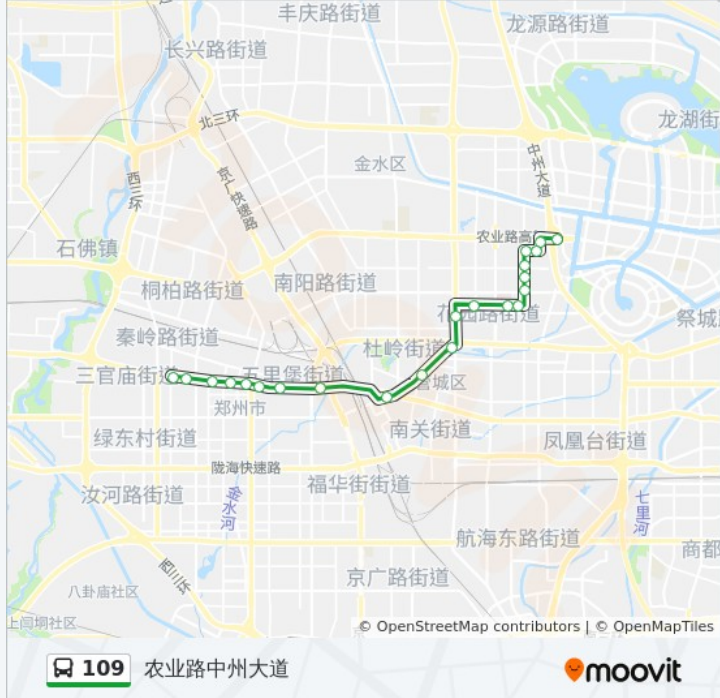 丰庆路街道
龙源路街道
长兴路街道
北三环
龙湖街
金水区
中州大道
西三环
京广快速路
农业路高
石佛镇
南阳路街道
桐柏路街道
花园路街道
祭城
秦岭路街道
杜岭街道
三官庙街道
五里堡街道
管城区
郑州市
南关街道
绿东村街道
凤凰台街道
陇海快速路
福华街街道
汝河路街道
金水河
七里河
航海东路街道
商都
西三环
京广路街道
八卦庙社区
上闫垌社区
© OpenStreetMap contributors | © OpenMapTiles
109 农业路中州大道
moovit